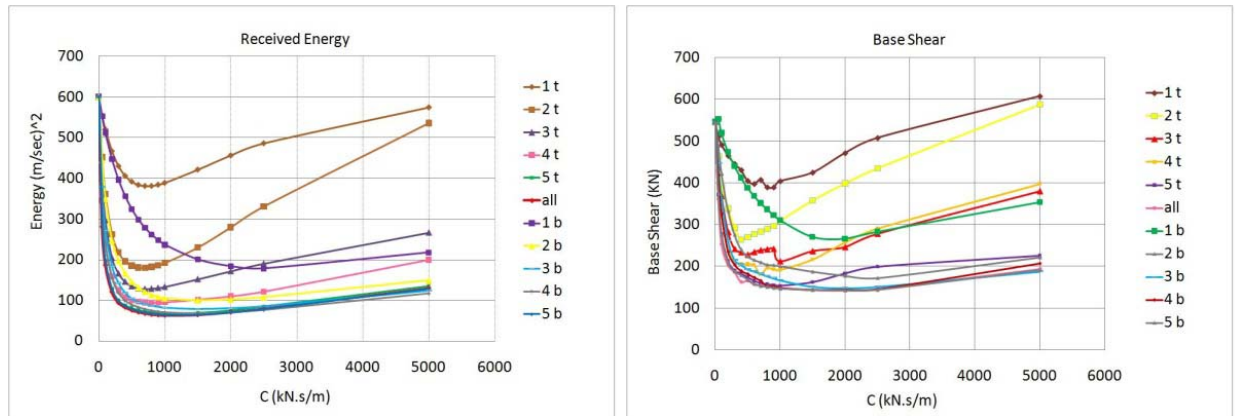 Received Energy
700
600
500
400
300
200
100
0
Energy (m/sec)^2
0 1000 2000 3000 4000 5000 6000
C (kN.s/m)
1 t
2 t
3 t
4 t
5 t
all
1 b
2 b
3 b
4 b
5 b
Base Shear
700
600
500
400
300
200
100
0
Base Shear (KN)
0 1000 2000 3000 4000 5000 6000
C (kN.s/m)
1 t
2 t
3 t
4 t
5 t
all
1 b
2 b
3 b
4 b
5 b